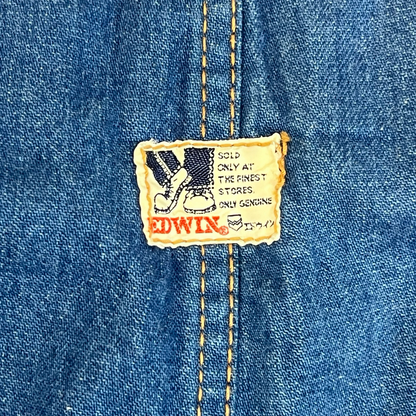 SOLD
ONLY AT
THE FINEST
STORES.
ONLY GENUINE
EDWIN® エドウイン